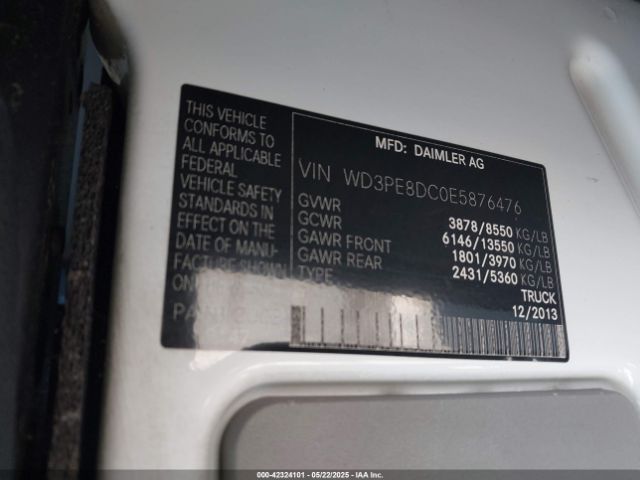 THIS VEHICLE
CONFORMS TO
ALL APPLICABLE
FEDERAL
VEHICLE SAFETY
STANDARDS IN
EFFECT ON THE
DATE OF MANU-
FACTURE SHOWN
MFD: DAIMLER AG
VIN WD3PE8DC0E5876476
GVWR 3878/8550 KG/LB
GCWR 6146/13550 KG/LB
GAWR FRONT 1801/3970 KG/LB
GAWR REAR 2431/5360 KG/LB
TYPE TRUCK
12/2013
000-42324101 - 05/22/2025 - IAA Inc.